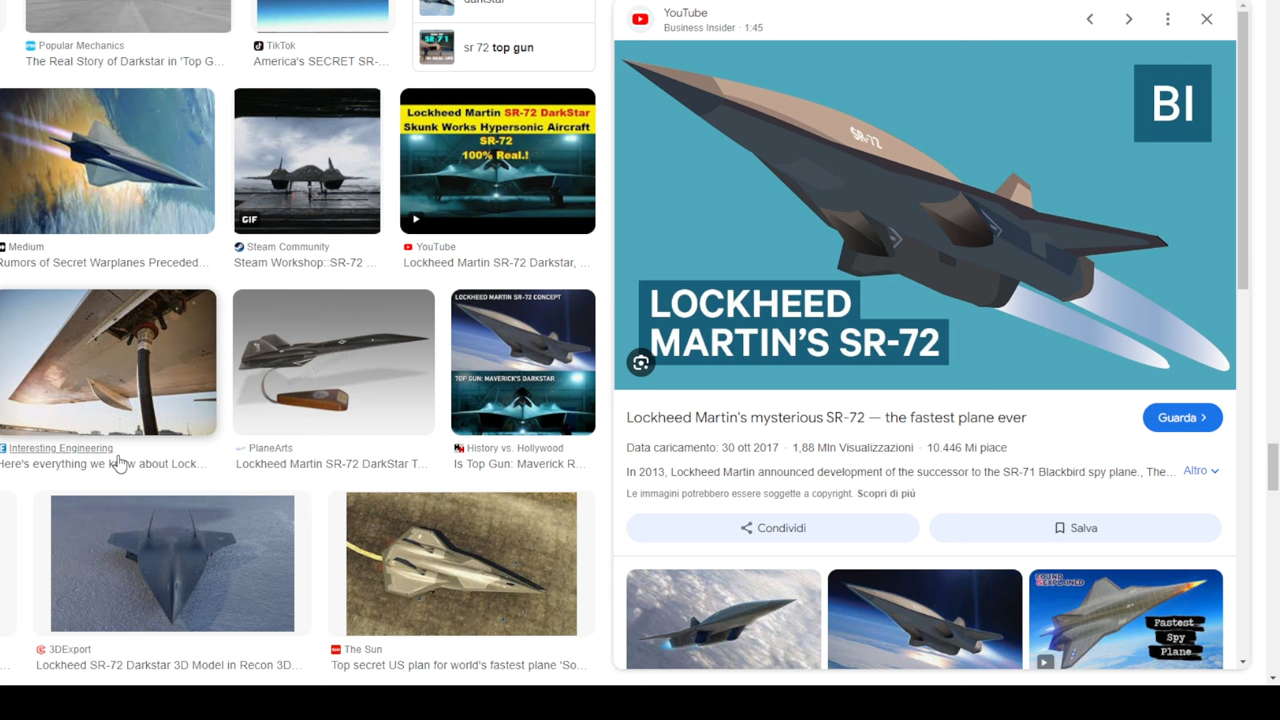 Popular Mechanics
The Real Story of Darkstar in 'Top G...
TikTok
America's SECRET SR-...
darkstar
sr 72 top gun
Medium
Rumors of Secret Warplanes Preceded...
GIF
Steam Community
Steam Workshop::SR-72 ...
Lockheed Martin SR-72 DarkStar
Skunk Works Hypersonic Aircraft
SR-72
100% Real.!
YouTube
Lockheed Martin SR-72 Darkstar, ...
Interesting Engineering
Here's everything we know about Lock...
PlaneArts
Lockheed Martin SR-72 DarkStar T...
LOCKHEED MARTIN SR-72 CONCEPT
TOP GUN: MAVERICK'S DARKSTAR
History vs. Hollywood
Is Top Gun: Maverick R...
3DExport
Lockheed SR-72 Darkstar 3D Model in Recon 3D...
The Sun
Top secret US plan for world's fastest plane 'So...
YouTube
Business Insider · 1:45
BI
SR-72
LOCKHEED
MARTIN'S SR-72
Lockheed Martin's mysterious SR-72 — the fastest plane ever
Guarda
Data caricamento: 30 ott 2017 · 1,88 Mln Visualizzazioni · 10.446 Mi piace
In 2013, Lockheed Martin announced development of the successor to the SR-71 Blackbird spy plane., The... Altro
Le immagini potrebbero essere soggette a copyright. Scopri di più
Condividi
Salva
FOUND
EXPLAINED
Fastest
Spy
Plane